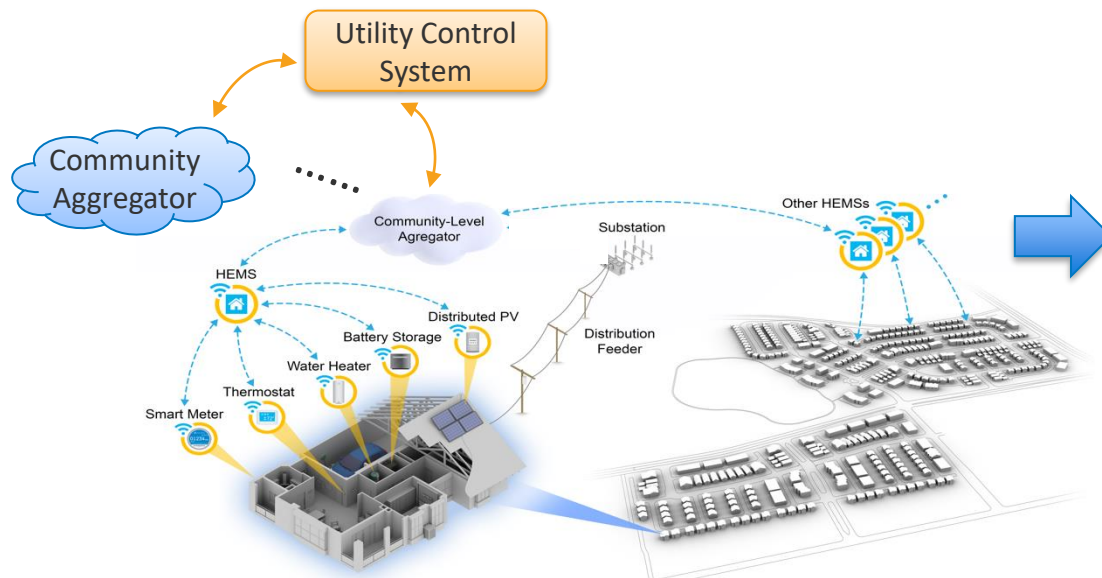 Utility Control
System
Community
Aggregator
Community-Level
Agregator
Other HEMSs
Substation
HEMS
Distributed PV
Battery Storage
Distribution
Feeder
Water Heater
Thermostat
Smart Meter